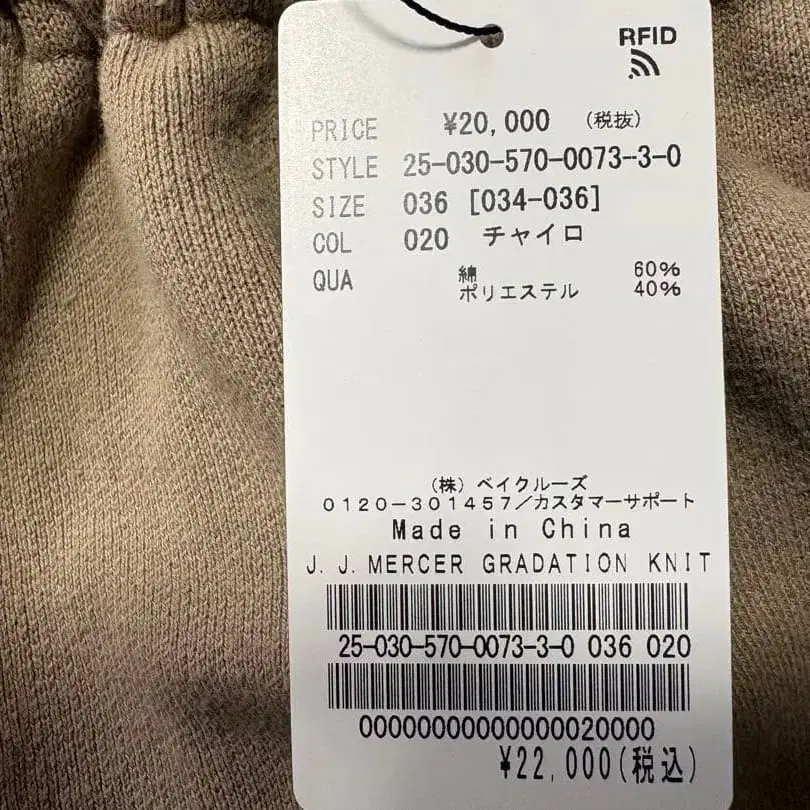 RFID
PRICE ¥20,000 (税抜)
STYLE 25-030-570-0073-3-0
SIZE 036 [034-036]
COL 020 チャイロ
QUA 綿 60%
ポリエステル 40%
(株)ベイクルーズ
0120-301457/カスタマーサポート
Made in China
J.J.MERCER GRADATION KNIT
25-030-570-0073-3-0 036 020
00000000000000020000
¥22,000(税込)